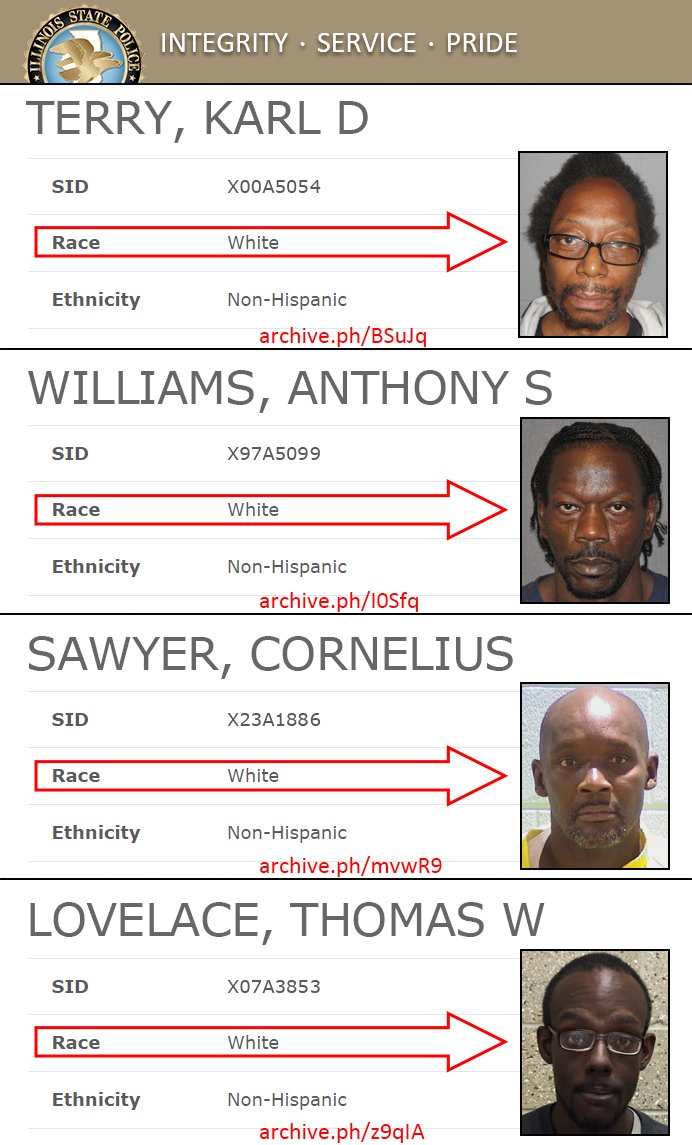 ILLINOIS STATE POLICE
INTEGRITY · SERVICE · PRIDE
TERRY, KARL D
SID X00A5054
Race White
Ethnicity Non-Hispanic
archive.ph/BSuJq
WILLIAMS, ANTHONY S
SID X97A5099
Race White
Ethnicity Non-Hispanic
archive.ph/I0Sfq
SAWYER, CORNELIUS
SID X23A1886
Race White
Ethnicity Non-Hispanic
archive.ph/mvwR9
LOVELACE, THOMAS W
SID X07A3853
Race White
Ethnicity Non-Hispanic
archive.ph/z9qIA